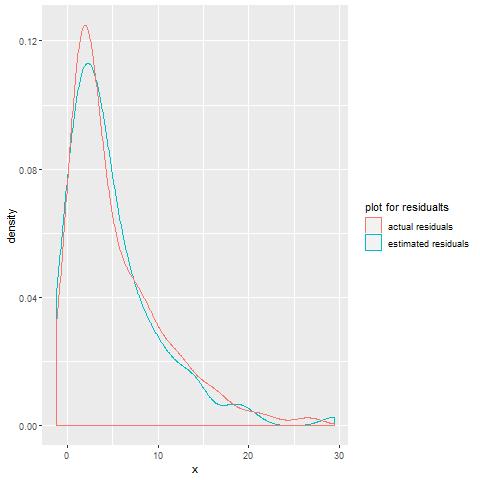 0.12
0.08
0.04
0.00
density
0
10
20
30
x
plot for residualts
actual residuals
estimated residuals